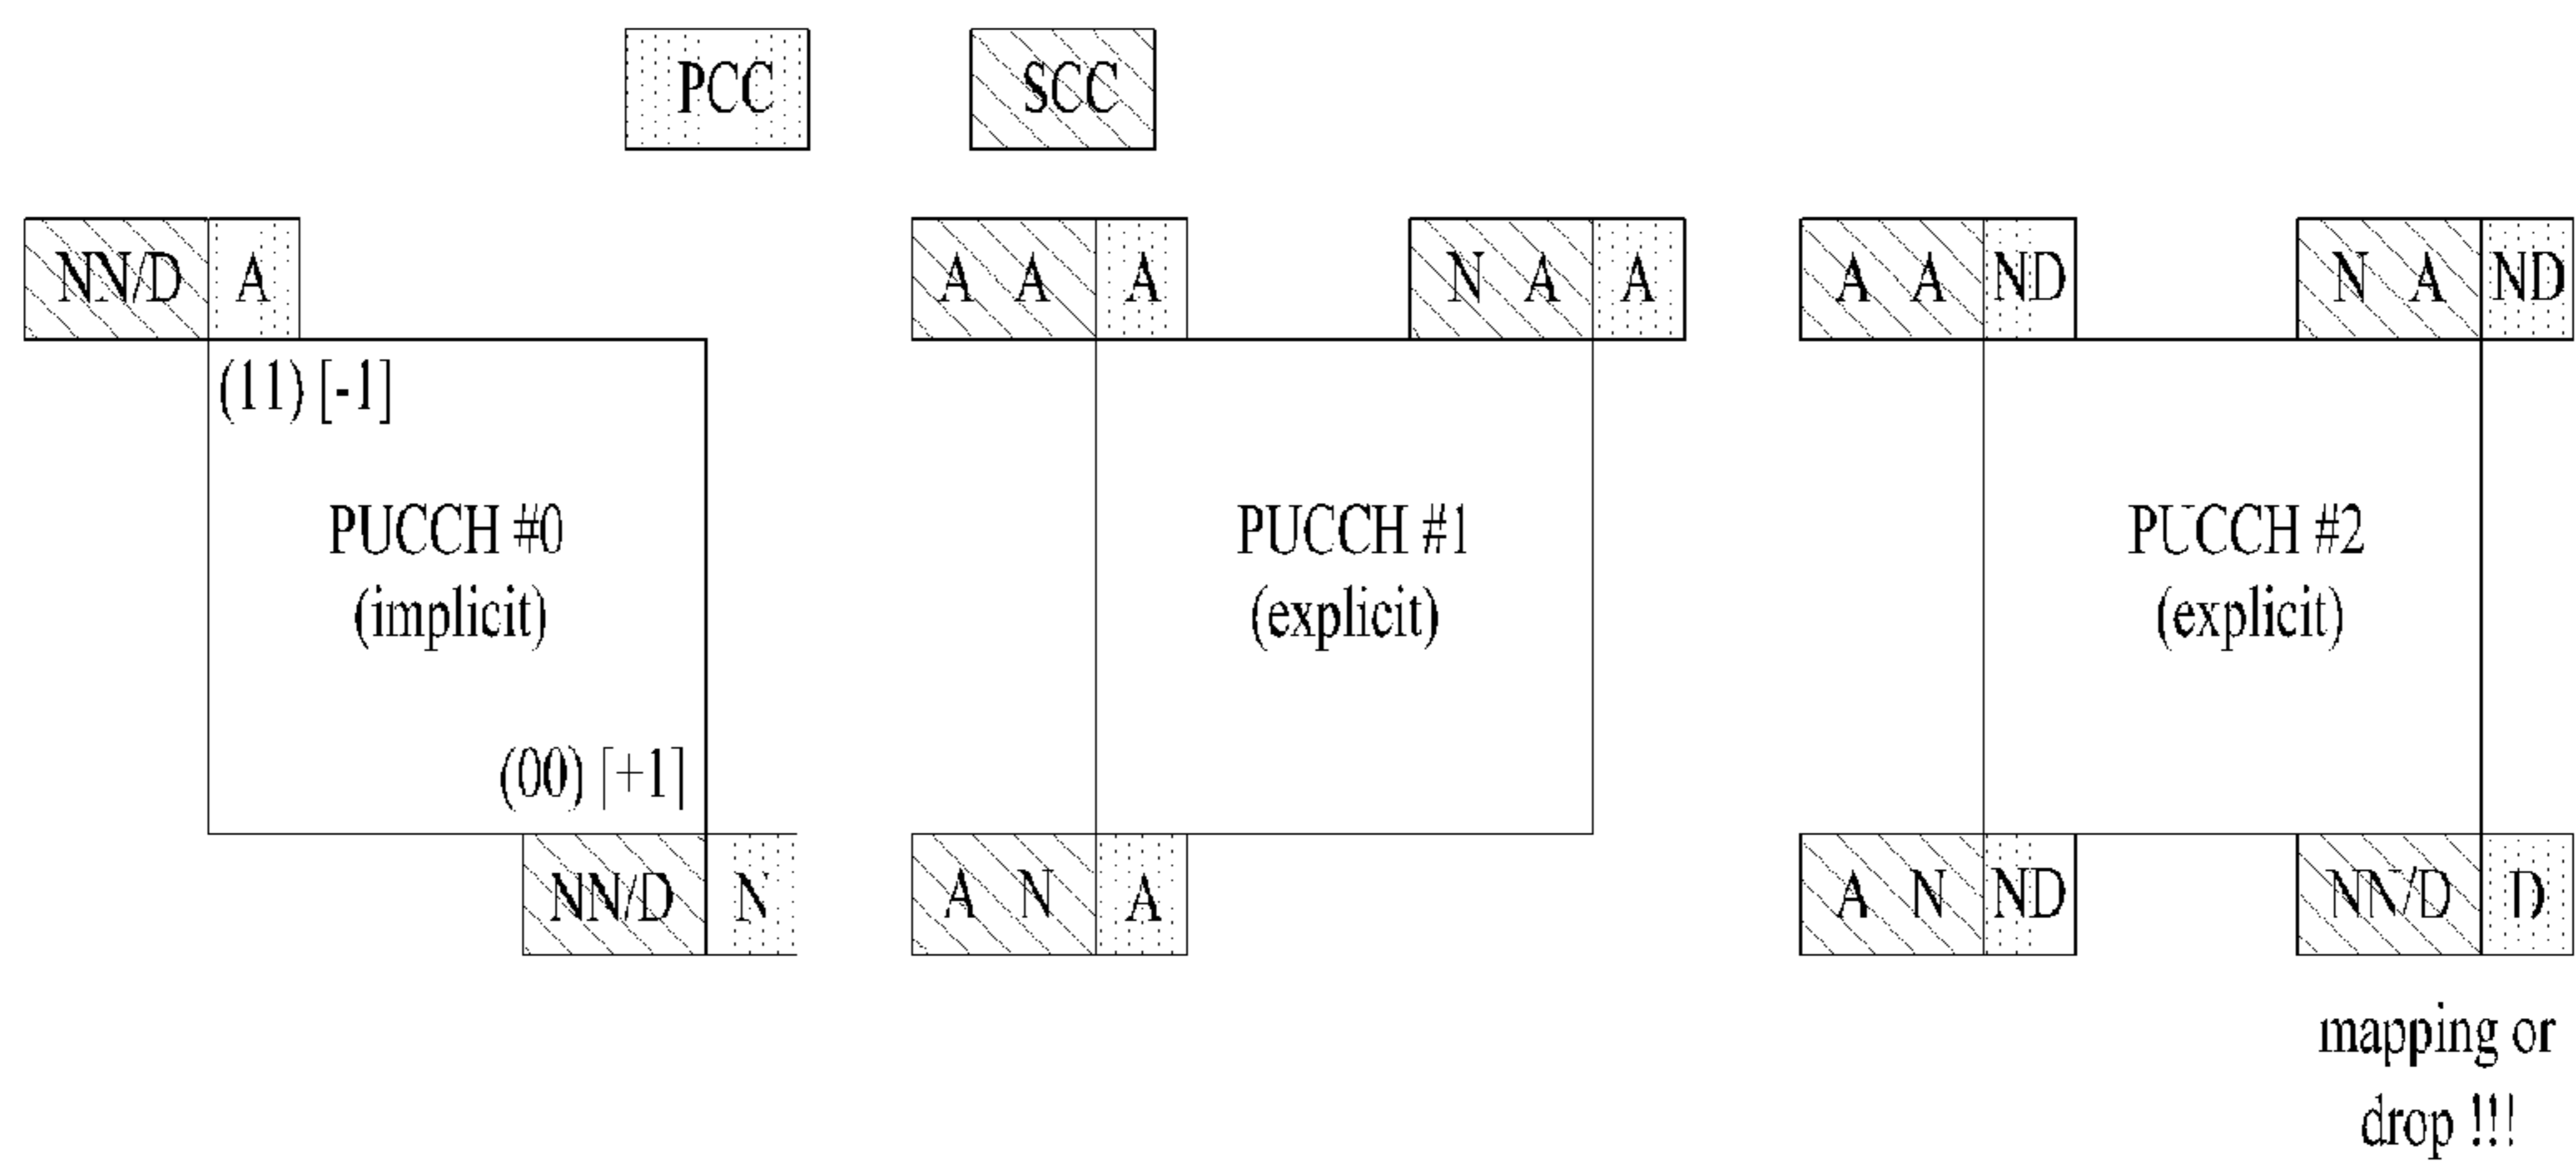 PCC SCC
NN/D A A A A N A A A A ND N A ND
(11) [-1]
PUCCH #0 PUCCH #1 PUCCH #2
(implicit) (explicit) (explicit)
(00) [+1]
NN/D N A N A A N ND NN/D D
mapping or
drop !!!